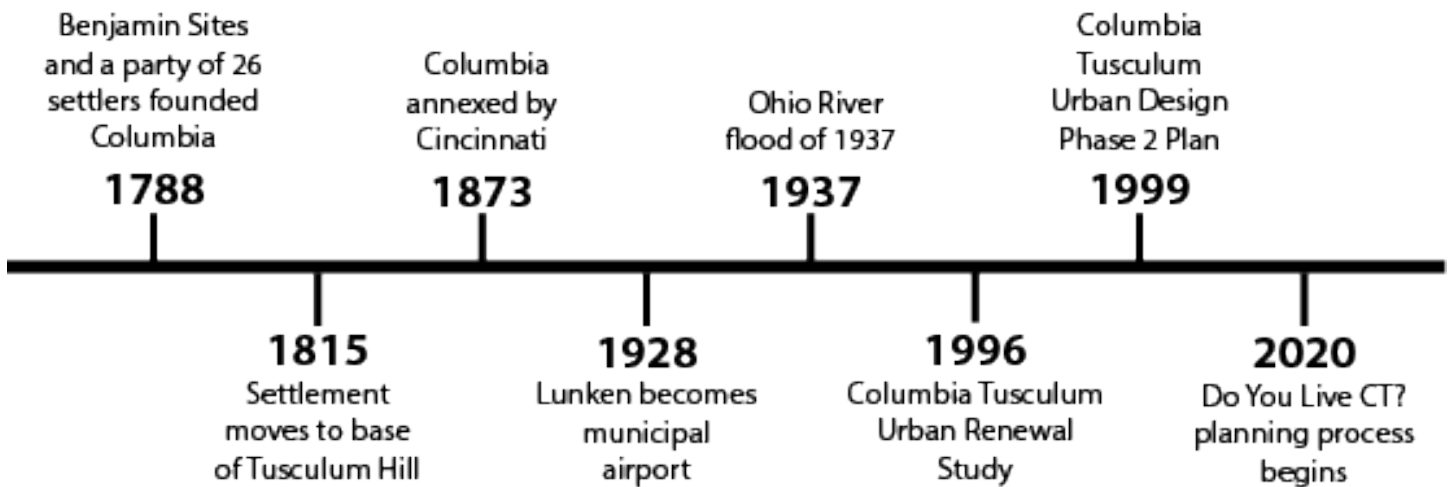 Benjamin Sites
and a party of 26
settlers founded
Columbia
1788
1815
Settlement
moves to base
of Tusculum Hill
Columbia
annexed by
Cincinnati
1873
1928
Lunken becomes
municipal
airport
Ohio River
flood of 1937
1937
1996
Columbia Tusculum
Urban Renewal
Study
Columbia
Tusculum
Urban Design
Phase 2 Plan
1999
2020
Do You Live CT?
planning process
begins